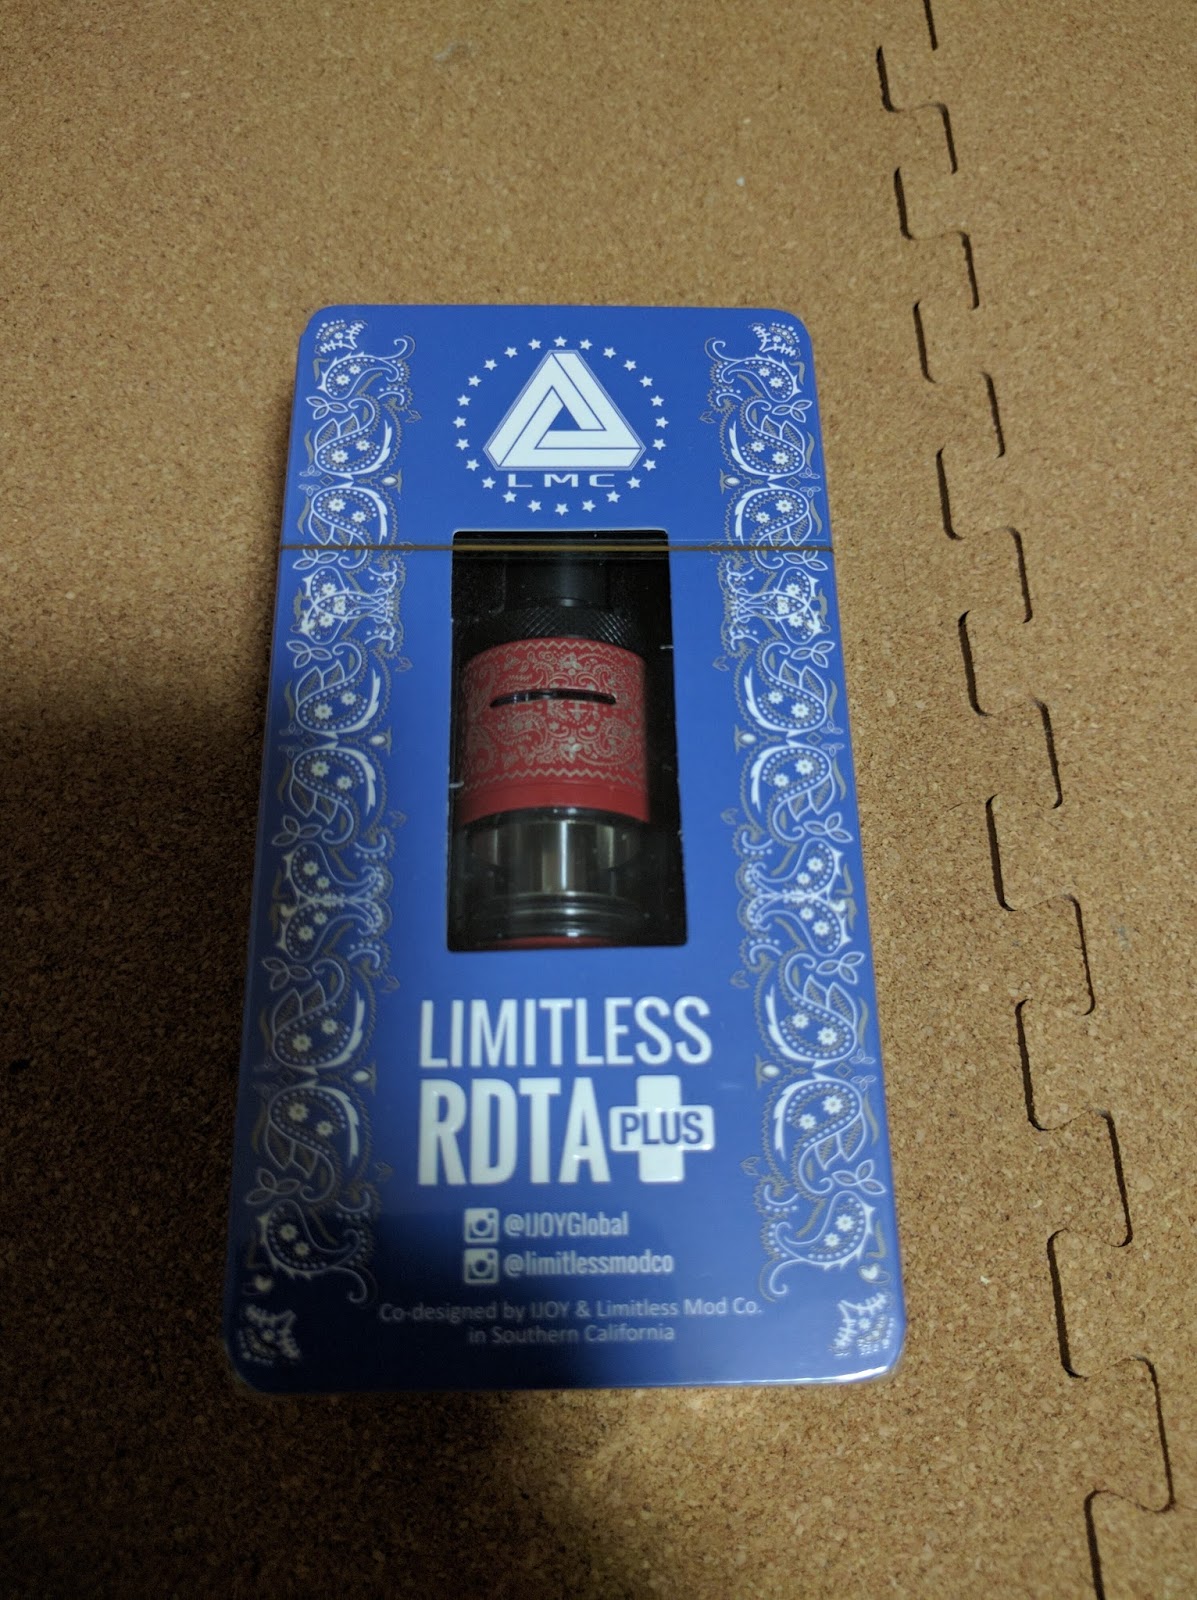 LMC
LIMITLESS
RDTA PLUS
@IJOYGlobal
@limitlessmodco
Co-designed by IJOY & Limitless Mod Co.
in Southern California